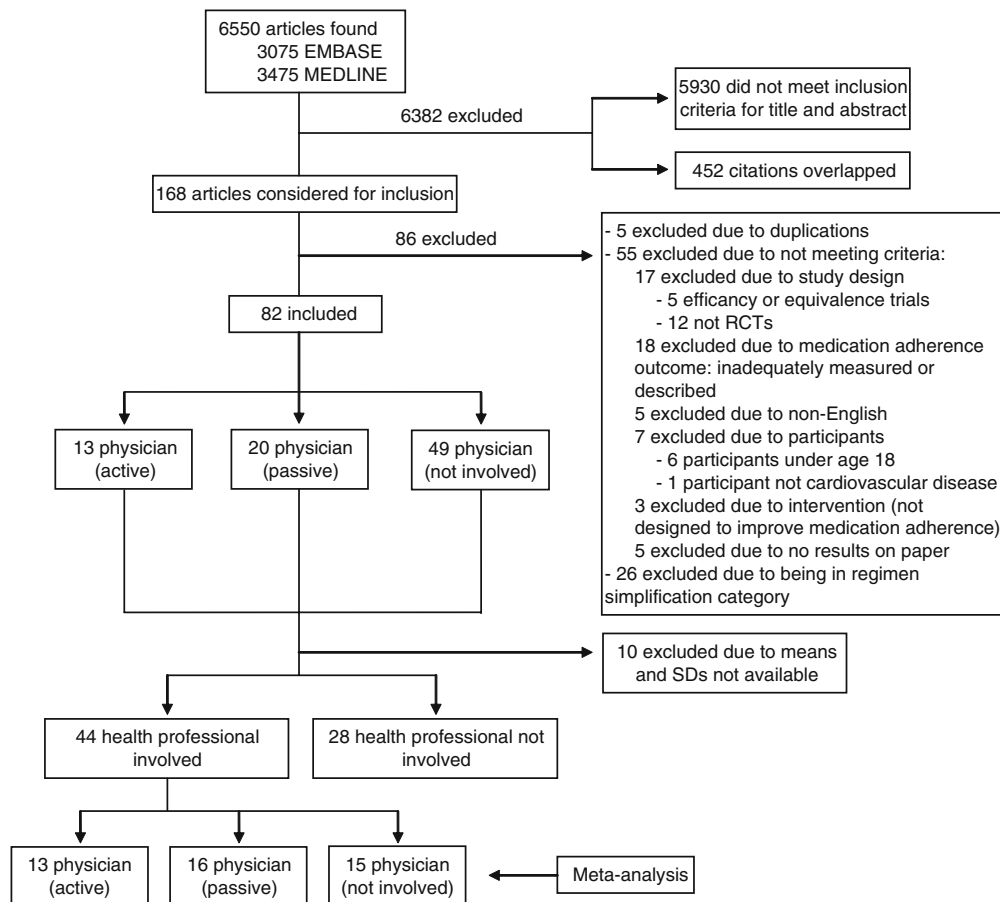 6550 articles found
3075 EMBASE
3475 MEDLINE
6382 excluded
5930 did not meet inclusion
criteria for title and abstract
452 citations overlapped
168 articles considered for inclusion
86 excluded
- 5 excluded due to duplications
- 55 excluded due to not meeting criteria:
17 excluded due to study design
- 5 efficancy or equivalence trials
- 12 not RCTs
18 excluded due to medication adherence
outcome: inadequately measured or
described
5 excluded due to non-English
7 excluded due to participants
- 6 participants under age 18
- 1 participant not cardiovascular disease
3 excluded due to intervention (not
designed to improve medication adherence)
5 excluded due to no results on paper
- 26 excluded due to being in regimen
simplification category
82 included
13 physician
(active)
20 physician
(passive)
49 physician
(not involved)
10 excluded due to means
and SDs not available
44 health professional
involved
28 health professional not
involved
13 physician
(active)
16 physician
(passive)
15 physician
(not involved)
Meta-analysis